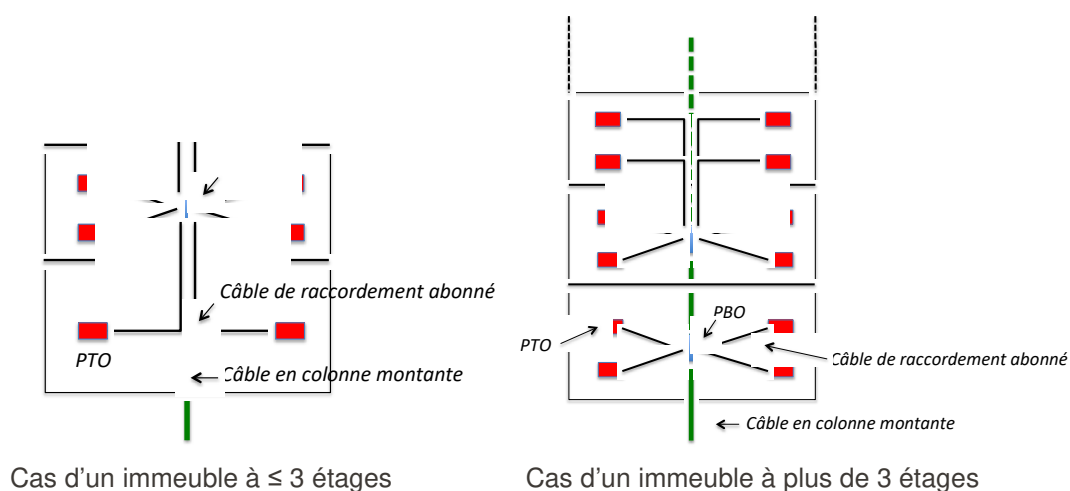 Câble de raccordement abonné
PTO
Câble en colonne montante
Cas d'un immeuble à ≤ 3 étages
PBO
PTO
Câble de raccordement abonné
Câble en colonne montante
Cas d'un immeuble à plus de 3 étages